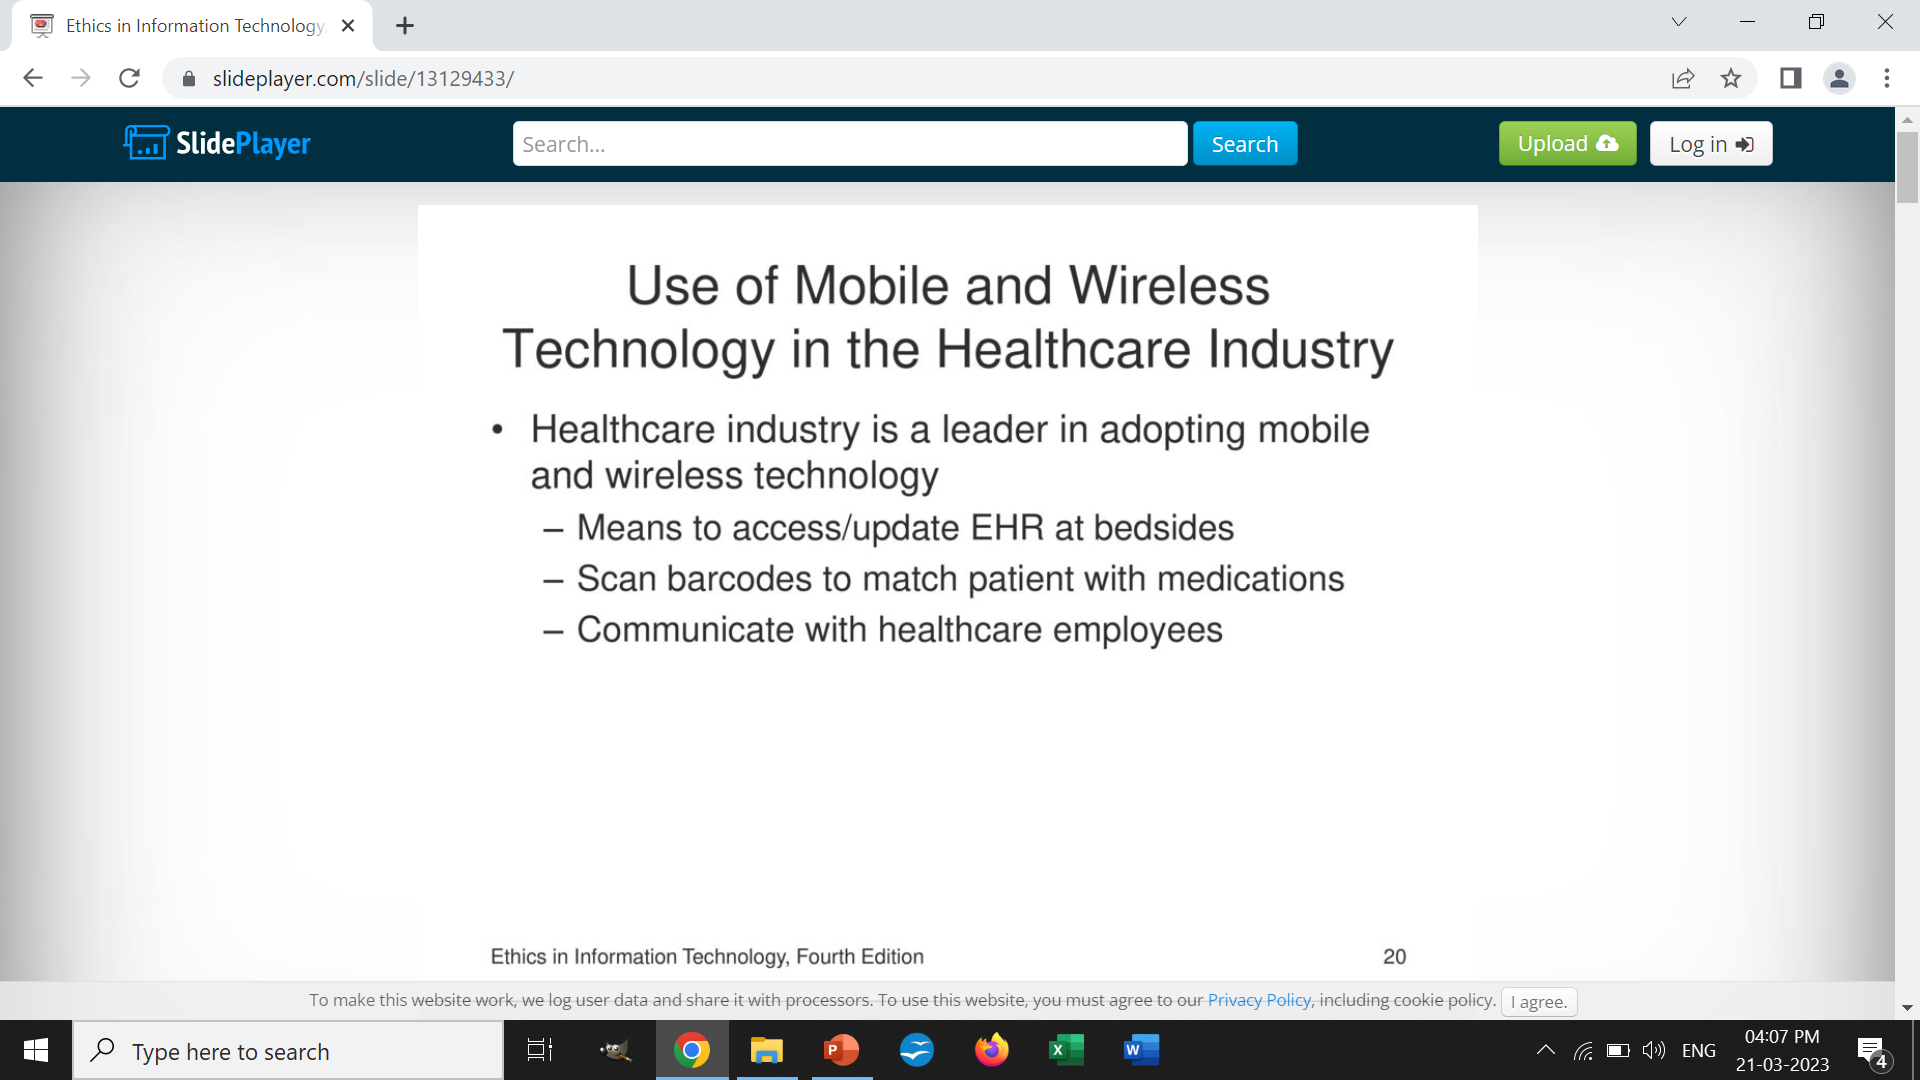 Ethics in Information Technology,
slideplayer.com/slide/13129433/
SlidePlayer
Search...
Search
Upload
Log in
Use of Mobile and Wireless
Technology in the Healthcare Industry
• Healthcare industry is a leader in adopting mobile
and wireless technology
– Means to access/update EHR at bedsides
– Scan barcodes to match patient with medications
– Communicate with healthcare employees
Ethics in Information Technology, Fourth Edition
20
To make this website work, we log user data and share it with processors. To use this website, you must agree to our Privacy Policy, including cookie policy.
I agree.
Type here to search
ENG
04:07 PM
21-03-2023
4